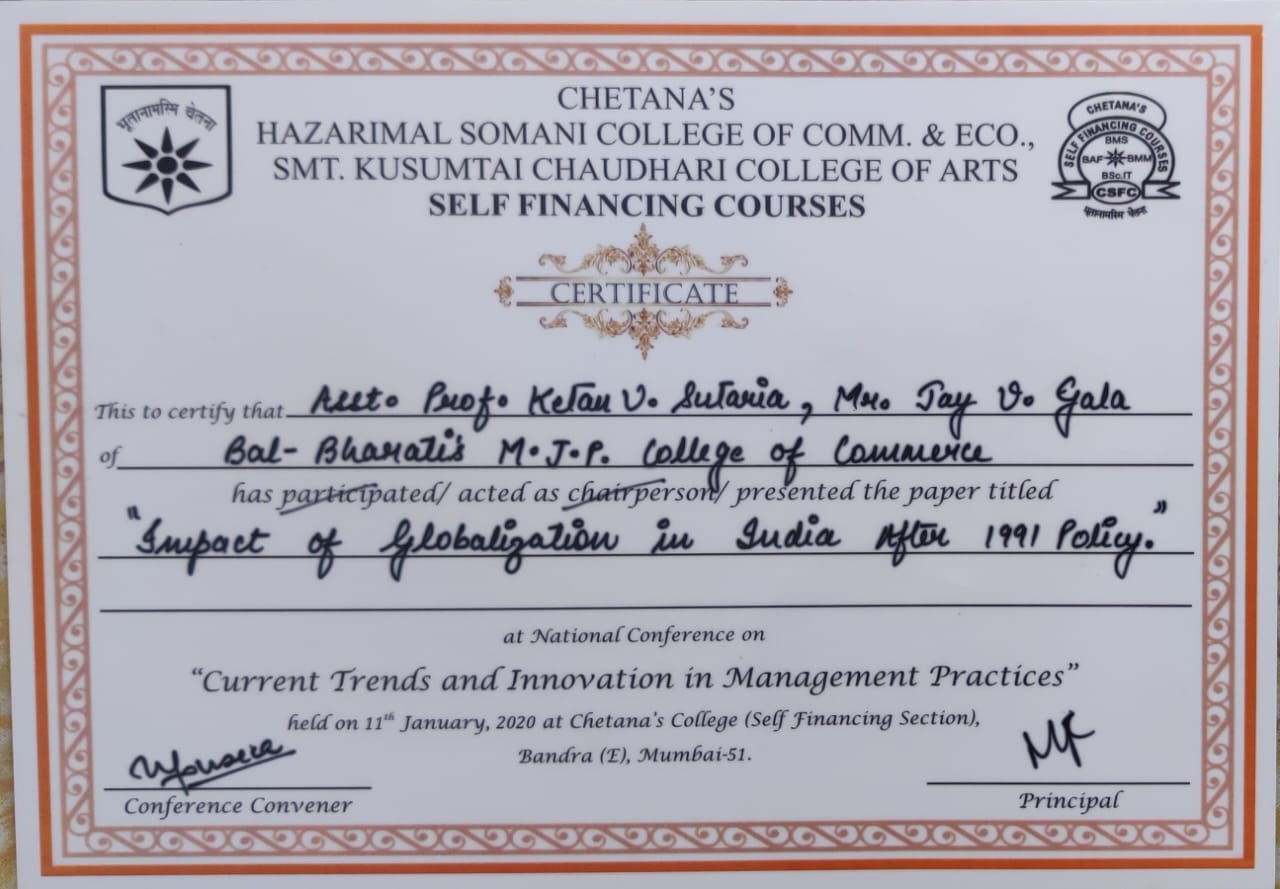 भूतानामस्मि चेतना
CHETANA'S
HAZARIMAL SOMANI COLLEGE OF COMM. & ECO.,
SMT. KUSUMTAI CHAUDHARI COLLEGE OF ARTS
SELF FINANCING COURSES
CHETANA'S
SELF FINANCING COURSES
BMS
BAF BMM
BSc.IT
CSFC
भूतानामस्मि चेतना
CERTIFICATE
This to certify that Asst. Prof. Ketan V. Sutaria, Mr. Jay V. Gala
of Bal-Bharati's M.J.P. College of Commerce
has participated/ acted as chairperson/ presented the paper titled
"Impact of Globalization in India After 1991 Policy."
at National Conference on
"Current Trends and Innovation in Management Practices"
held on 11th January, 2020 at Chetana's College (Self Financing Section),
Bandra (E), Mumbai-51.
Conference Convener
Principal